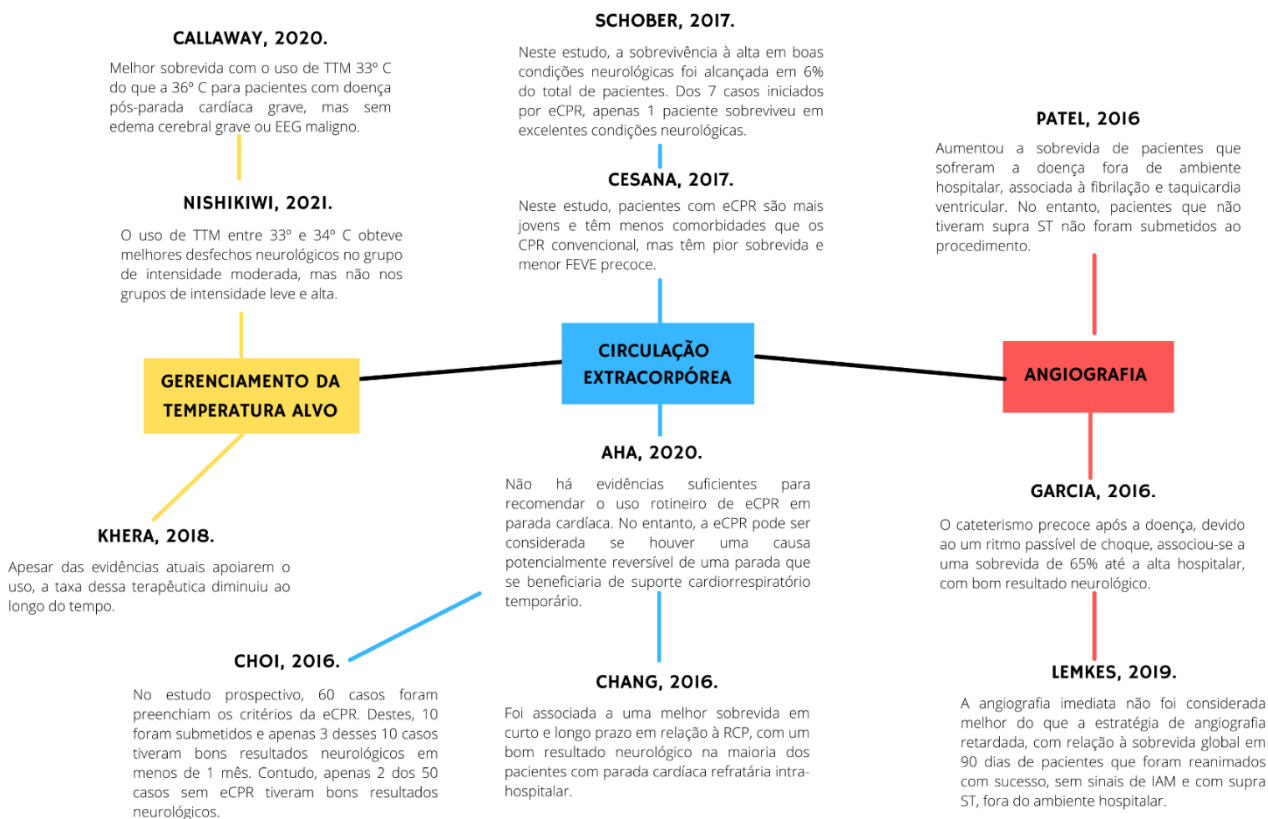 CALLAWAY, 2020.
Melhor sobrevida com o uso de TTM 33º C
do que a 36º C para pacientes com doença
pós-parada cardíaca grave, mas sem
edema cerebral grave ou EEG maligno.
NISHIKIWI, 2021.
O uso de TTM entre 33º e 34º C obteve
melhores desfechos neurológicos no grupo
de intensidade moderada, mas não nos
grupos de intensidade leve e alta.
GERENCIAMENTO DA
TEMPERATURA ALVO
KHERA, 2018.
Apesar das evidências atuais apoiarem o
uso, a taxa dessa terapêutica diminuiu ao
longo do tempo.
SCHOBER, 2017.
Neste estudo, a sobrevivência à alta em boas
condições neurológicas foi alcançada em 6%
do total de pacientes. Dos 7 casos iniciados
por eCPR, apenas 1 paciente sobreviveu em
excelentes condições neurológicas.
CESANA, 2017.
Neste estudo, pacientes com eCPR são mais
jovens e têm menos comorbidades que os
CPR convencional, mas têm pior sobrevida e
menor FEVE precoce.
CIRCULAÇÃO
EXTRACORPÓREA
AHA, 2020.
Não há evidências suficientes para
recomendar o uso rotineiro de eCPR em
parada cardíaca. No entanto, a eCPR pode ser
considerada se houver uma causa
potencialmente reversível de uma parada que
se beneficiaria de suporte cardiorrespiratório
temporário.
CHOI, 2016.
No estudo prospectivo, 60 casos foram
preenchiam os critérios da eCPR. Destes, 10
foram submetidos e apenas 3 desses 10 casos
tiveram bons resultados neurológicos em
menos de 1 mês. Contudo, apenas 2 dos 50
casos sem eCPR tiveram bons resultados
neurológicos.
CHANG, 2016.
Foi associada a uma melhor sobrevida em
curto e longo prazo em relação à RCP, com um
bom resultado neurológico na maioria dos
pacientes com parada cardíaca refratária intra-
hospitalar.
PATEL, 2016
Aumentou a sobrevida de pacientes que
sofreram a doença fora de ambiente
hospitalar, associada à fibrilação e taquicardia
ventricular. No entanto, pacientes que não
tiveram supra ST não foram submetidos ao
procedimento.
ANGIOGRAFIA
GARCIA, 2016.
O cateterismo precoce após a doença, devido
ao um ritmo passível de choque, associou-se a
uma sobrevida de 65% até a alta hospitalar,
com bom resultado neurológico.
LEMKES, 2019.
A angiografia imediata não foi considerada
melhor do que a estratégia de angiografia
retardada, com relação à sobrevida global em
90 dias de pacientes que foram reanimados
com sucesso, sem sinais de IAM e com supra
ST, fora do ambiente hospitalar.